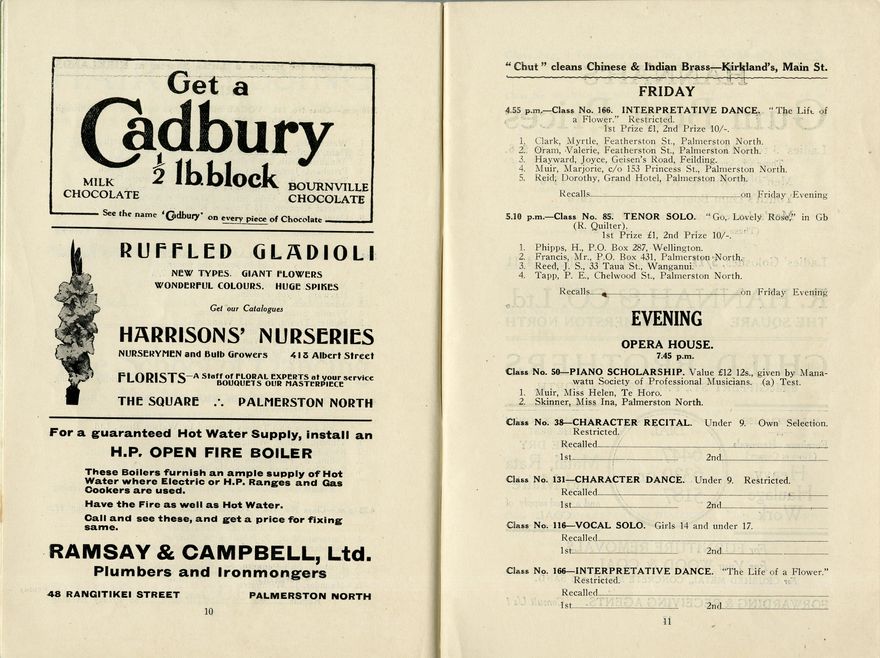 Get a
Cadbury
½ lb. block
MILK
CHOCOLATE
BOURNVILLE
CHOCOLATE
See the name 'Cadbury' on every piece of Chocolate
RUFFLED GLADIOLI
NEW TYPES. GIANT FLOWERS
WONDERFUL COLOURS. HUGE SPIKES
Get our Catalogues
HARRISONS' NURSERIES
NURSERYMEN and Bulb Growers 418 Albert Street
FLORISTS—A Staff of FLORAL EXPERTS at your service
BOUQUETS OUR MASTERPIECE
THE SQUARE ∴ PALMERSTON NORTH
For a guaranteed Hot Water Supply, install an
H.P. OPEN FIRE BOILER
These Boilers furnish an ample supply of Hot
Water where Electric or H.P. Ranges and Gas
Cookers are used.
Have the Fire as well as Hot Water.
Call and see these, and get a price for fixing
same.
RAMSAY & CAMPBELL, Ltd.
Plumbers and Ironmongers
48 RANGITIKEI STREET PALMERSTON NORTH
10
"Chut" cleans Chinese & Indian Brass—Kirkland's, Main St.
FRIDAY
4.55 p.m.—Class No. 166. INTERPRETATIVE DANCE. "The Life of
a Flower." Restricted.
1st Prize £1, 2nd Prize 10/-.
1. Clark, Myrtle, Featherston St., Palmerston North.
2. Oram, Valerie, Featherston St., Palmerston North.
3. Hayward, Joyce, Geisen's Road, Feilding.
4. Muir, Marjorie, c/o 153 Princess St., Palmerston North.
5. Reid, Dorothy, Grand Hotel, Palmerston North.
Recalls on Friday Evening
5.10 p.m.—Class No. 85. TENOR SOLO. "Go, Lovely Rose," in Gb
(R. Quilter).
1st Prize £1, 2nd Prize 10/-.
1. Phipps, H., P.O. Box 287, Wellington.
2. Francis, Mr., P.O. Box 431, Palmerston North.
3. Reed, J. S., 33 Taua St., Wanganui.
4. Tapp, P. E., Chelwood St., Palmerston North.
Recalls on Friday Evening
EVENING
OPERA HOUSE.
7.45 p.m.
Class No. 50—PIANO SCHOLARSHIP. Value £12 12s., given by Mana-
watu Society of Professional Musicians. (a) Test.
1. Muir, Miss Helen, Te Horo.
2. Skinner, Miss Ina, Palmerston North.
Class No. 38—CHARACTER RECITAL. Under 9. Own Selection.
Restricted.
Recalled
1st 2nd
Class No. 131—CHARACTER DANCE. Under 9. Restricted.
Recalled
1st 2nd
Class No. 116—VOCAL SOLO. Girls 14 and under 17.
Recalled
1st 2nd
Class No. 166—INTERPRETATIVE DANCE. "The Life of a Flower."
Restricted.
Recalled
1st 2nd
11